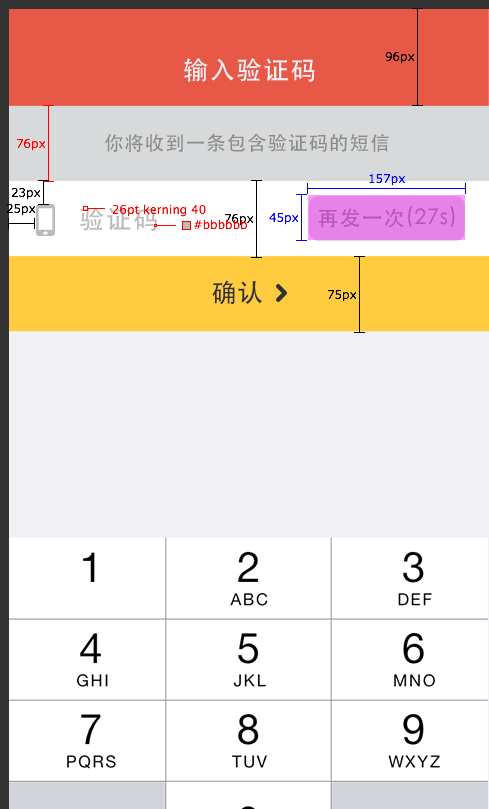 输入验证码
96px
你将收到一条包含验证码的短信
76px
157px
23px
25px
26pt kerning 40
验证码
#bbbbbb
76px
45px
再发一次(27s)
确认
75px
1
2
ABC
3
DEF
4
GHI
5
JKL
6
MNO
7
PQRS
8
TUV
9
WXYZ